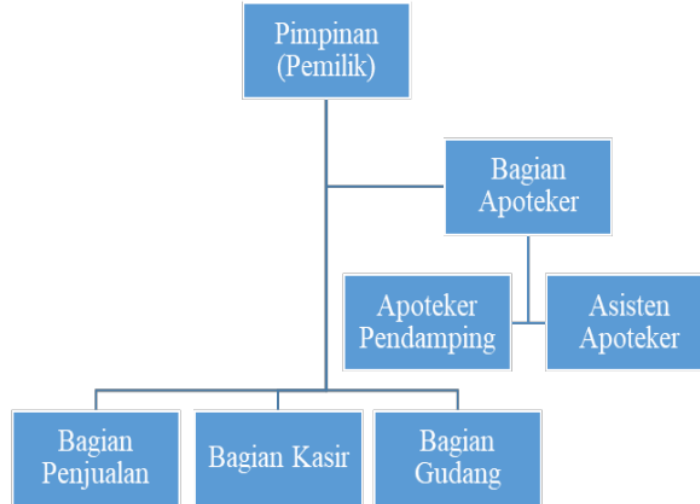 Pimpinan
(Pemilik)
Bagian
Apoteker
Apoteker
Pendamping
Asisten
Apoteker
Bagian
Penjualan
Bagian Kasir
Bagian
Gudang